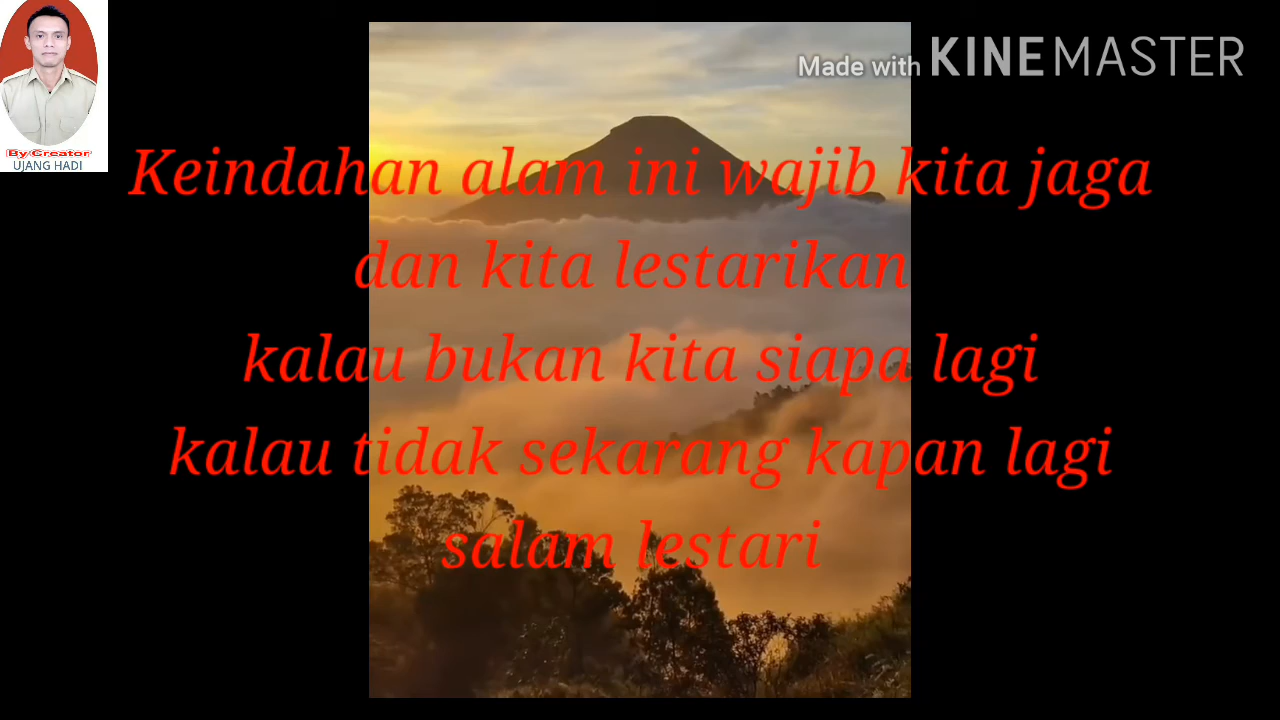 Made with KINEMASTER
By Creator
UJANG HADI
Keindahan alam ini wajib kita jaga
dan kita lestarikan
kalau bukan kita siapa lagi
kalau tidak sekarang kapan lagi
salam lestari